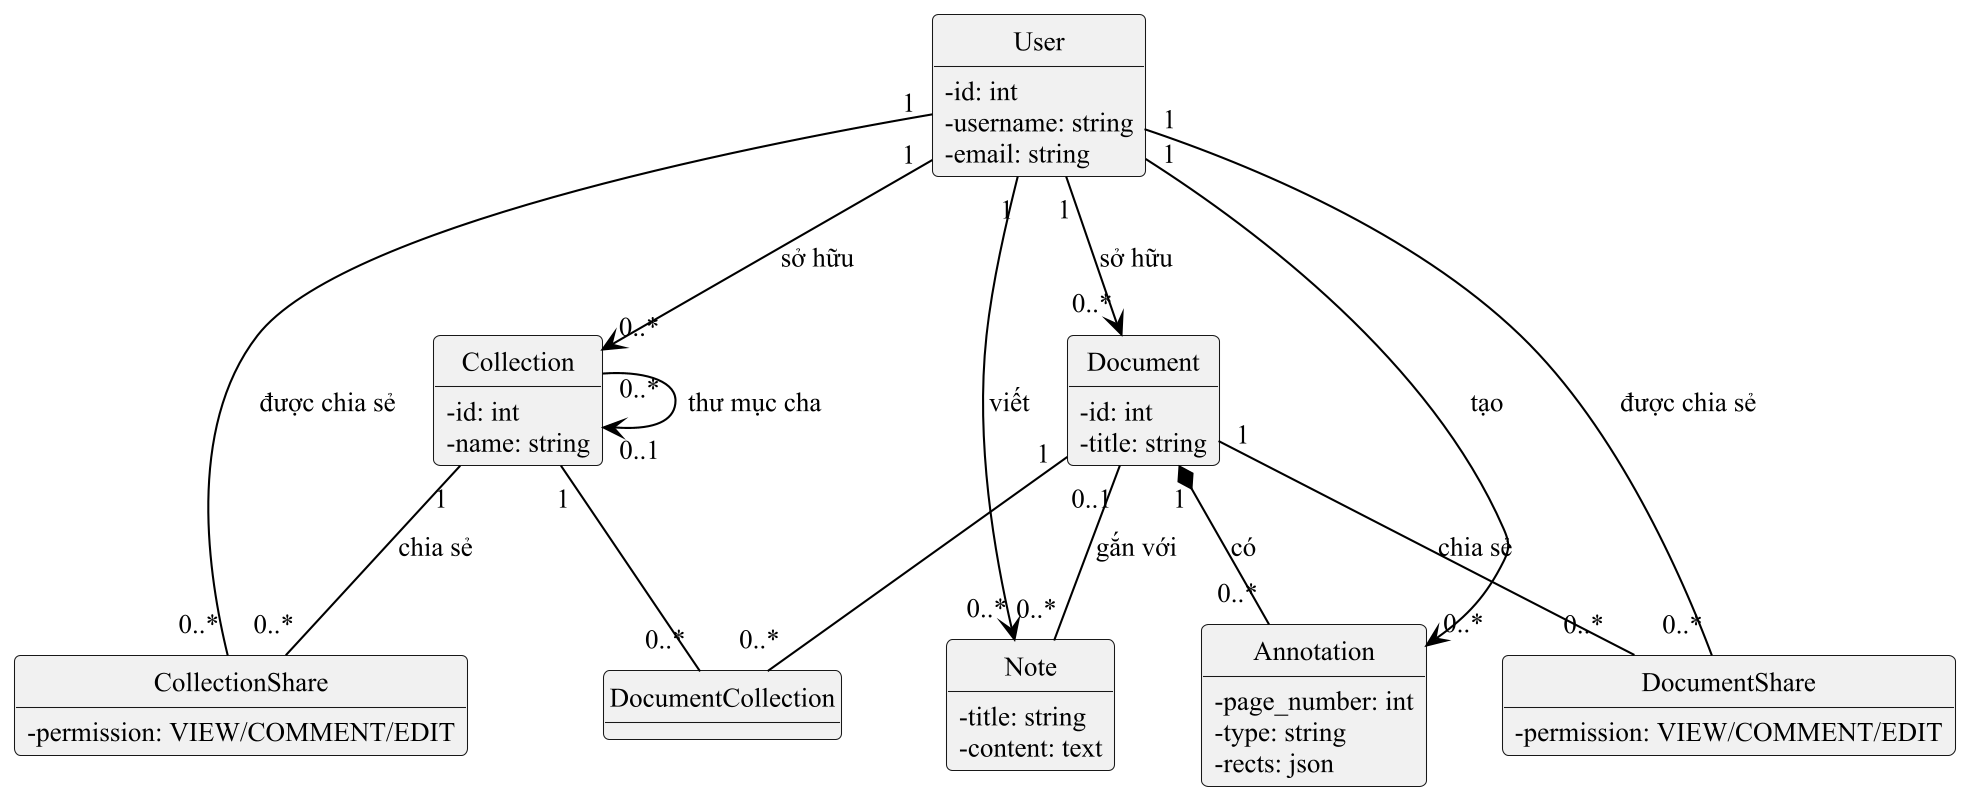 User
-id: int
-username: string
-email: string
1
1
1
1
1
1
sở hữu
sở hữu
0..*
0..*
Collection
-id: int
-name: string
0..*
thư mục cha
0..1
Document
-id: int
-title: string
được chia sẻ
viết
tạo
được chia sẻ
1
1
1
1
0..1
1
chia sẻ
gắn với
có
chia sẻ
0..*
0..*
0..*
0..*
0..*
0..*
0..*
0..*
0..*
0..*
CollectionShare
-permission: VIEW/COMMENT/EDIT
DocumentCollection
Note
-title: string
-content: text
Annotation
-page_number: int
-type: string
-rects: json
DocumentShare
-permission: VIEW/COMMENT/EDIT